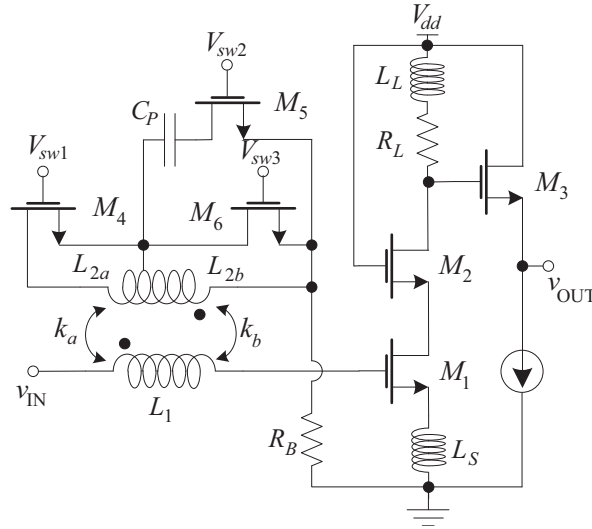 V_dd
V_sw2
L_L
C_P
M_5
R_L
V_sw1
V_sw3
M_3
M_4
M_6
L_2a
L_2b
M_2
v_OUT
k_a
k_b
v_IN
L_1
M_1
R_B
L_S